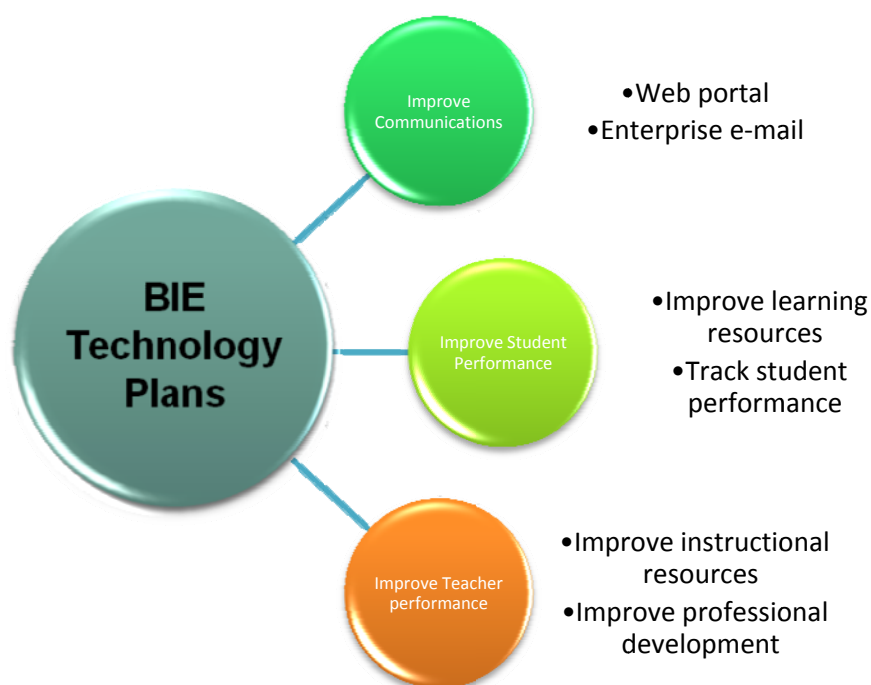 BIE
Technology
Plans
Improve
Communications
•Web portal
•Enterprise e-mail
Improve Student
Performance
•Improve learning
resources
•Track student
performance
Improve Teacher
performance
•Improve instructional
resources
•Improve professional
development